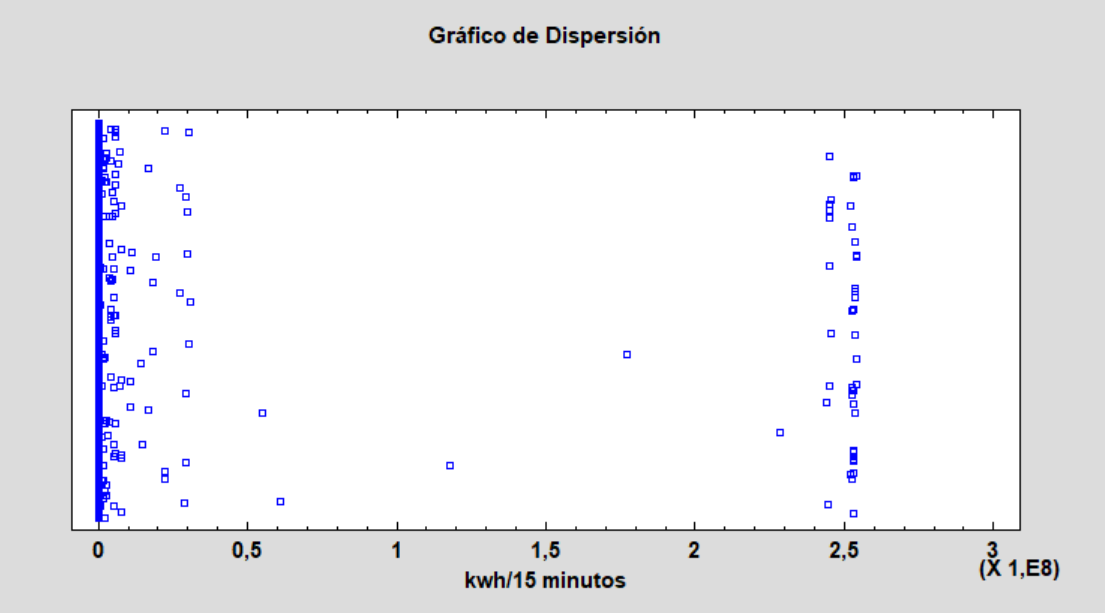 Gráfico de Dispersión
0 0,5 1 1,5 2 2,5 3
(X 1,E8)
kwh/15 minutos